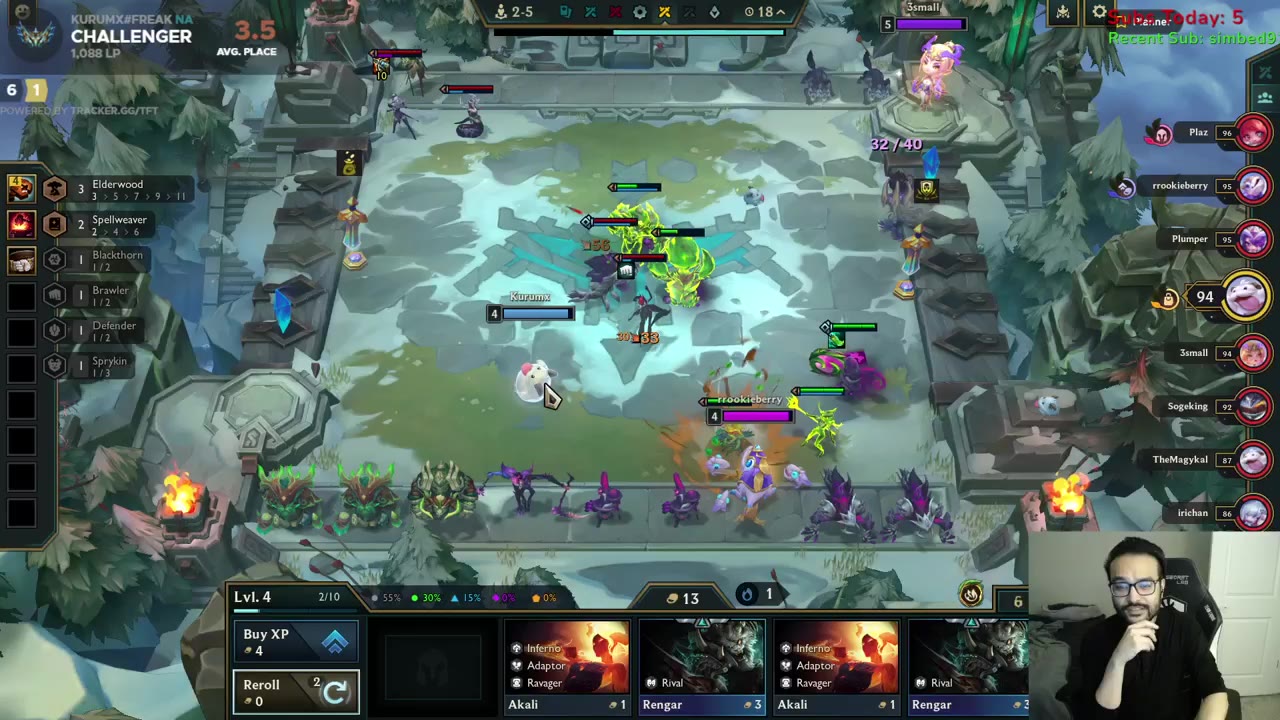 KURUMX#FREAK NA
CHALLENGER
1,088 LP
3.5
AVG. PLACE
6 1
POWERED BY TRACKER.GG/TFT
2-5
18
3small
5
Subs Today: 5
Recent Sub: simbed9
32 / 40
10
3 Elderwood
3 > 5 > 7 > 9 > 11
2 Spellweaver
2 > 4 > 6
1 Blackthorn
1 / 2
1 Brawler
1 / 2
1 Defender
1 / 2
1 Sprykin
1 / 3
Plaz 96
rrookieberry 95
Plumper 95
94
3small 94
Sogeking 92
TheMagykal 87
irichan 86
56
Kurumx
4
rrookieberry
4
Lvl. 4
2/10
55% 30% 15% 0% 0%
13
1
6
Buy XP
4
Reroll 2
0
Inferno
Adaptor
Ravager
Akali 1
Rival
Rengar 3
Inferno
Adaptor
Ravager
Akali 1
Rival
Rengar